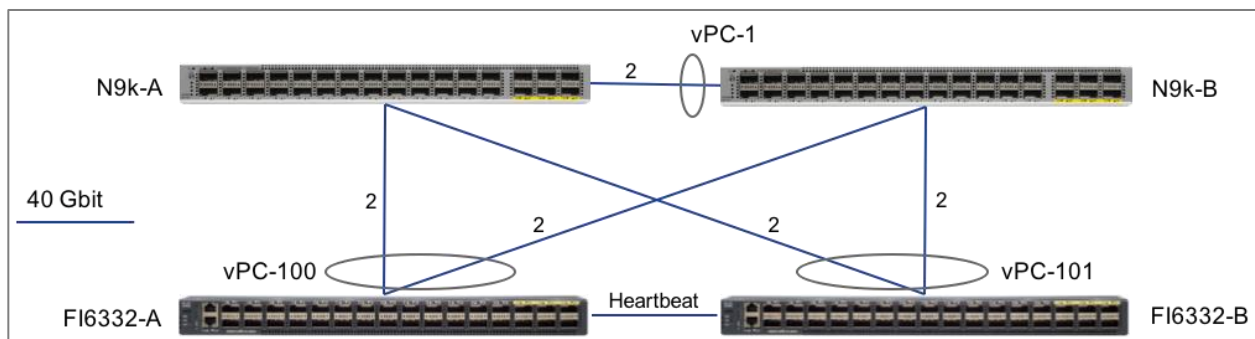 vPC-1
2
N9k-A
N9k-B
40 Gbit
2
2
2
2
vPC-100
vPC-101
Heartbeat
FI6332-A
FI6332-B